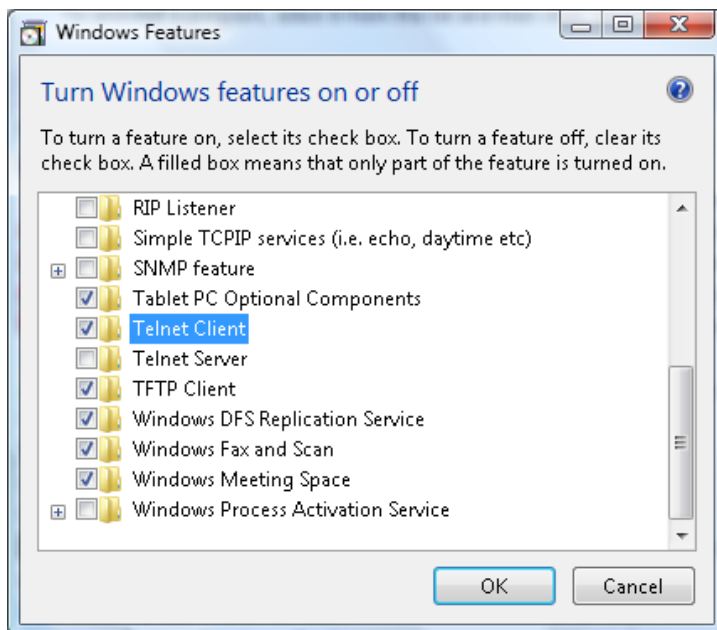 Windows Features
Turn Windows features on or off
To turn a feature on, select its check box. To turn a feature off, clear its
check box. A filled box means that only part of the feature is turned on.
RIP Listener
Simple TCPIP services (i.e. echo, daytime etc)
SNMP feature
Tablet PC Optional Components
Telnet Client
Telnet Server
TFTP Client
Windows DFS Replication Service
Windows Fax and Scan
Windows Meeting Space
Windows Process Activation Service
OK Cancel